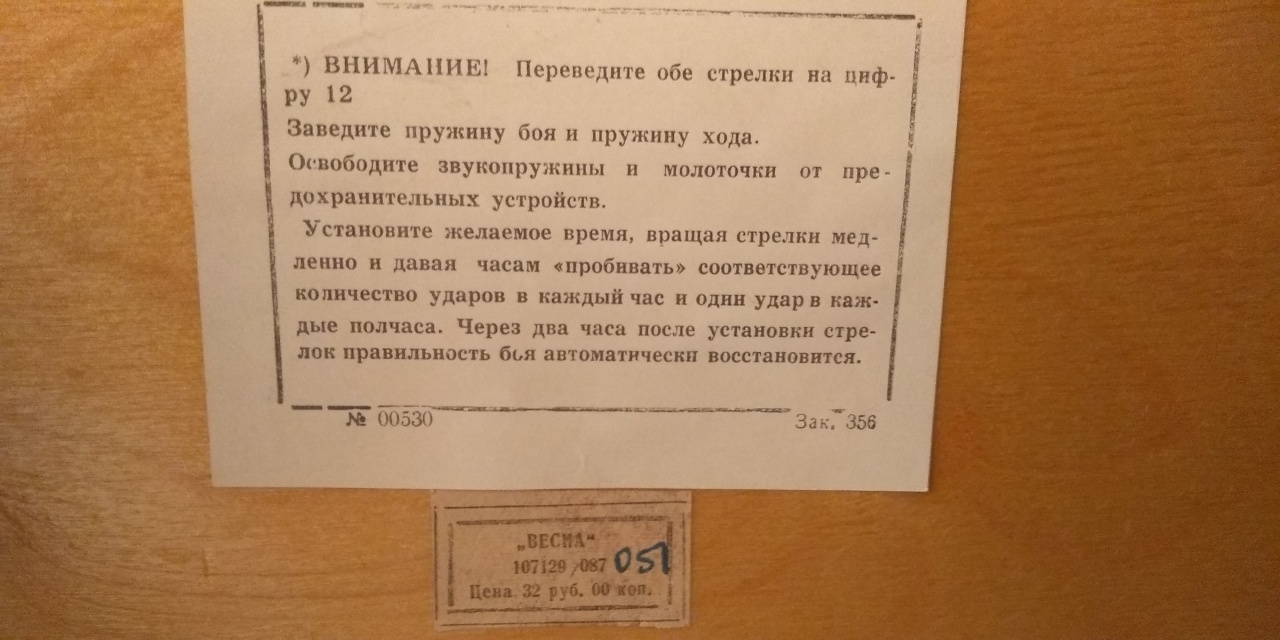 *) ВНИМАНИЕ! Переведите обе стрелки на циф-
ру 12
Заведите пружину боя и пружину хода.
Освободите звукопружины и молоточки от пре-
дохранительных устройств.
Установите желаемое время, вращая стрелки мед-
ленно и давая часам «пробивать» соответствующее
количество ударов в каждый час и один удар в каж-
дые полчаса. Через два часа после установки стре-
лок правильность боя автоматически восстановится.
№ 00530 Зак. 356
„ВЕСНА“
107129 087 051
Цена 32 руб. 00 коп.